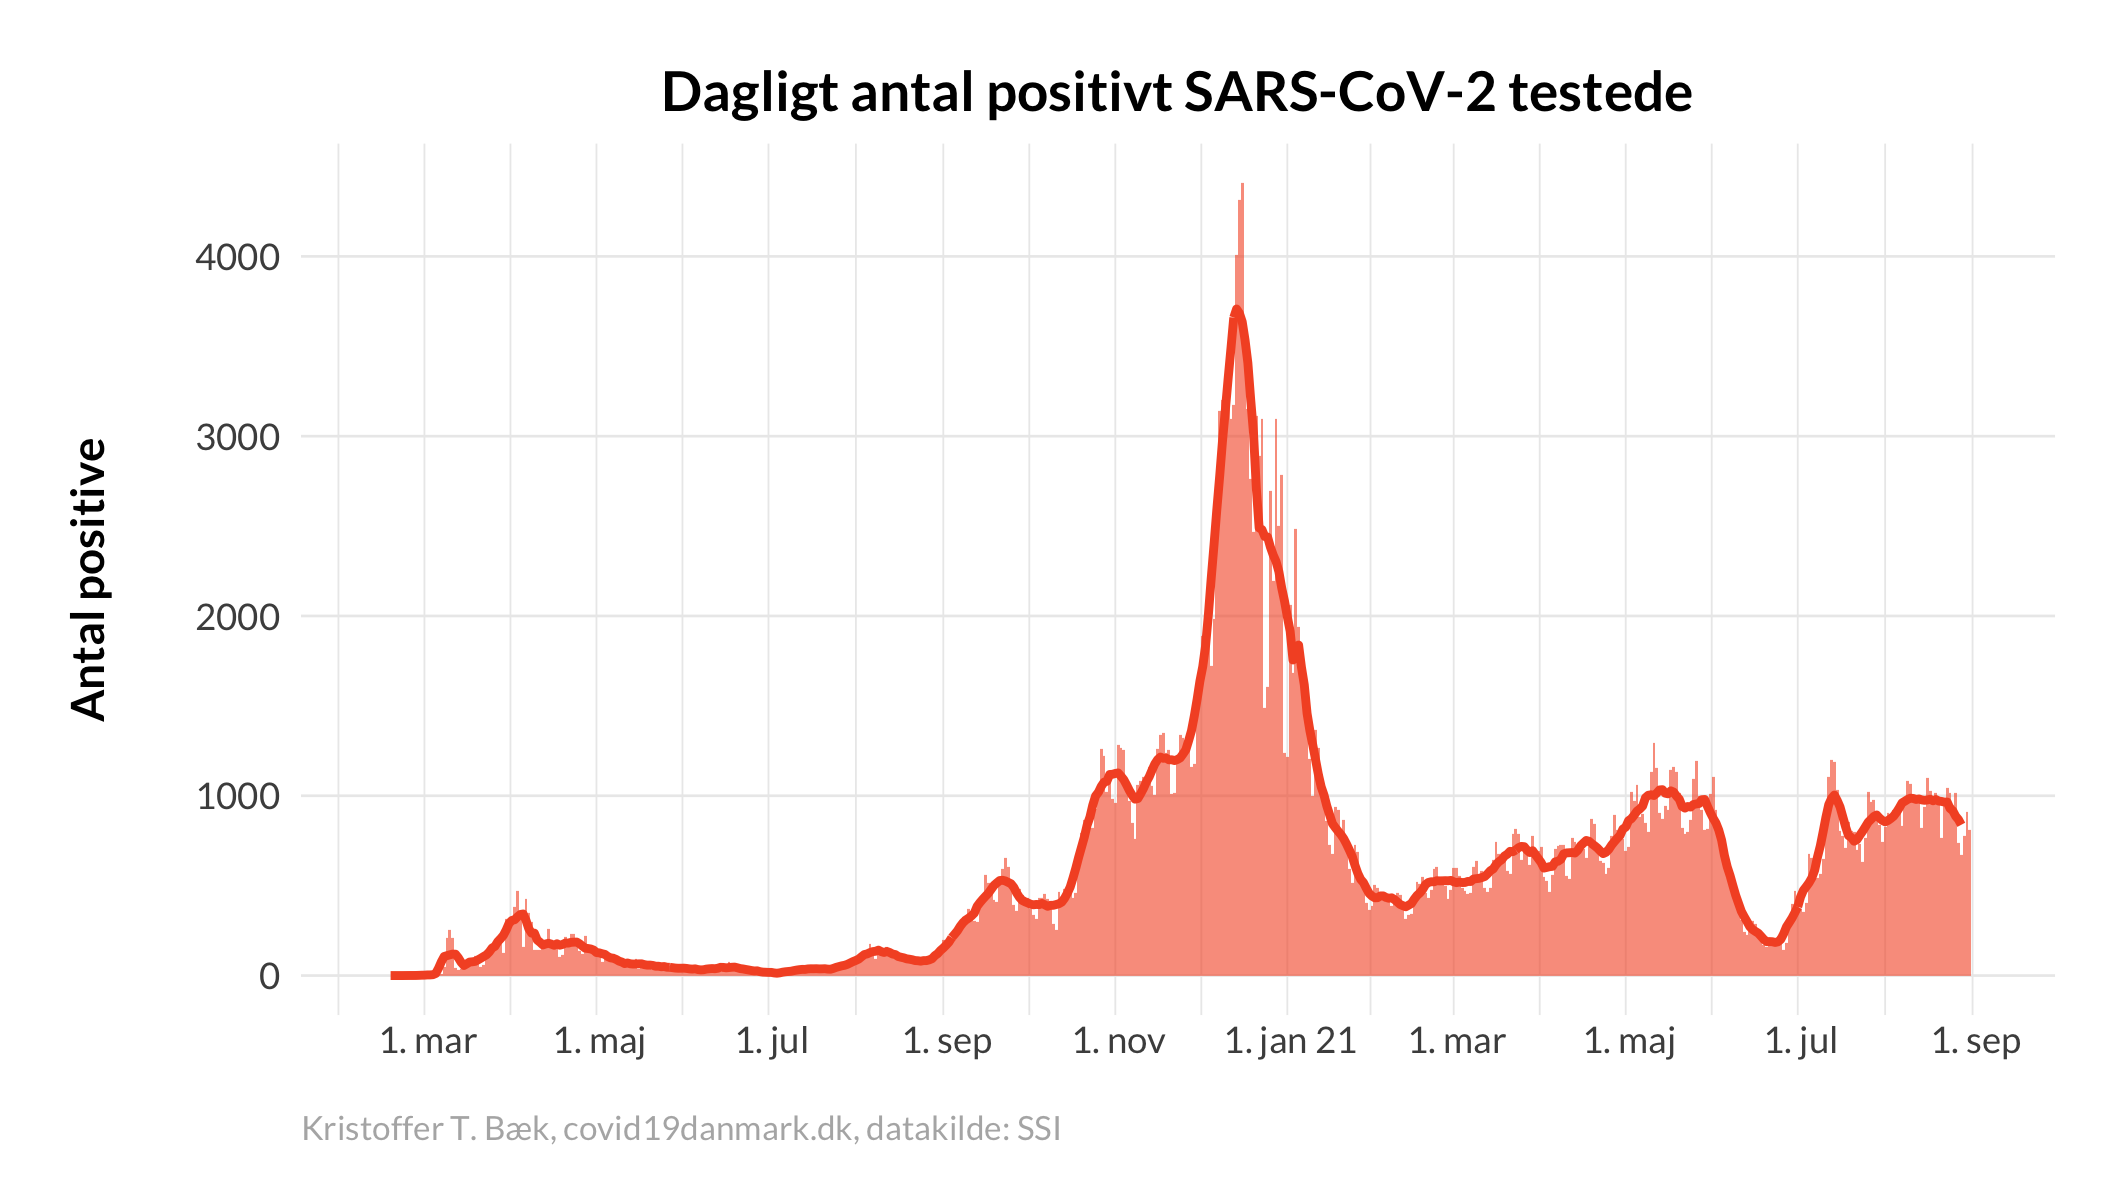 Dagligt antal positivt SARS-CoV-2 testede
Antal positive
4000
3000
2000
1000
0
1. mar
1. maj
1. jul
1. sep
1. nov
1. jan 21
1. mar
1. maj
1. jul
1. sep
Kristoffer T. Bæk, covid19danmark.dk, datakilde: SSI